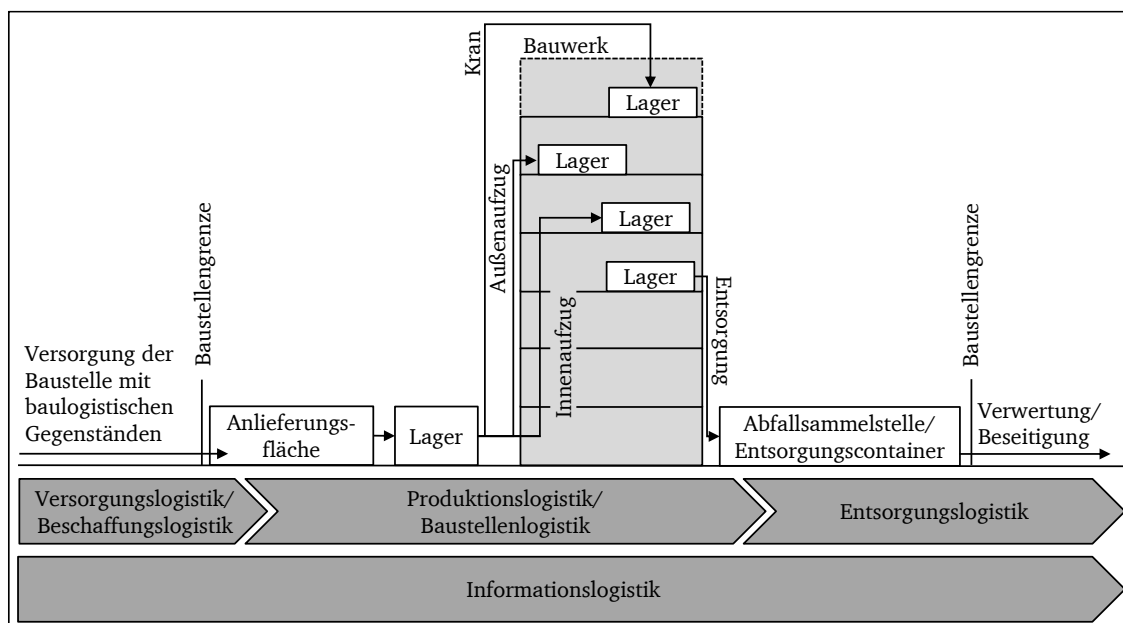 Kran
Bauwerk
Lager
Lager
Außenaufzug
Lager
Lager
Innenaufzug
Entsorgung
Baustellengrenze
Baustellengrenze
Versorgung der
Baustelle mit
baulogistischen
Gegenständen
Anlieferungs-
fläche
Lager
Abfallsammelstelle/
Entsorgungscontainer
Verwertung/
Beseitigung
Versorgungslogistik/
Beschaffungslogistik
Produktionslogistik/
Baustellenlogistik
Entsorgungslogistik
Informationslogistik